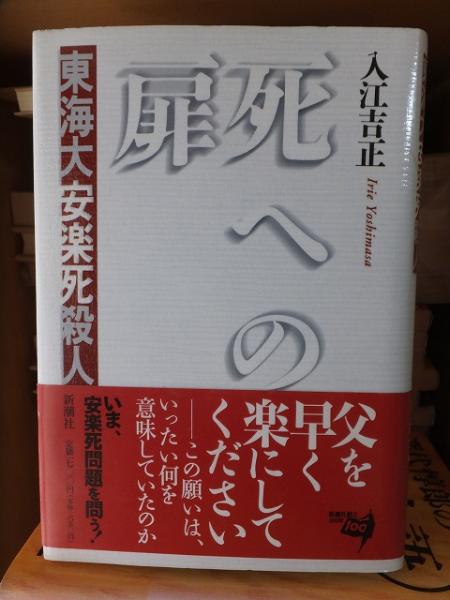 入江吉正
Irie Yoshimasa
死への
扉
東海大安楽死殺人
父を
早く
楽にして
ください
――この願いは、
いったい何を
意味していたのか
いま、
安楽死問題を問う!
新潮社
100